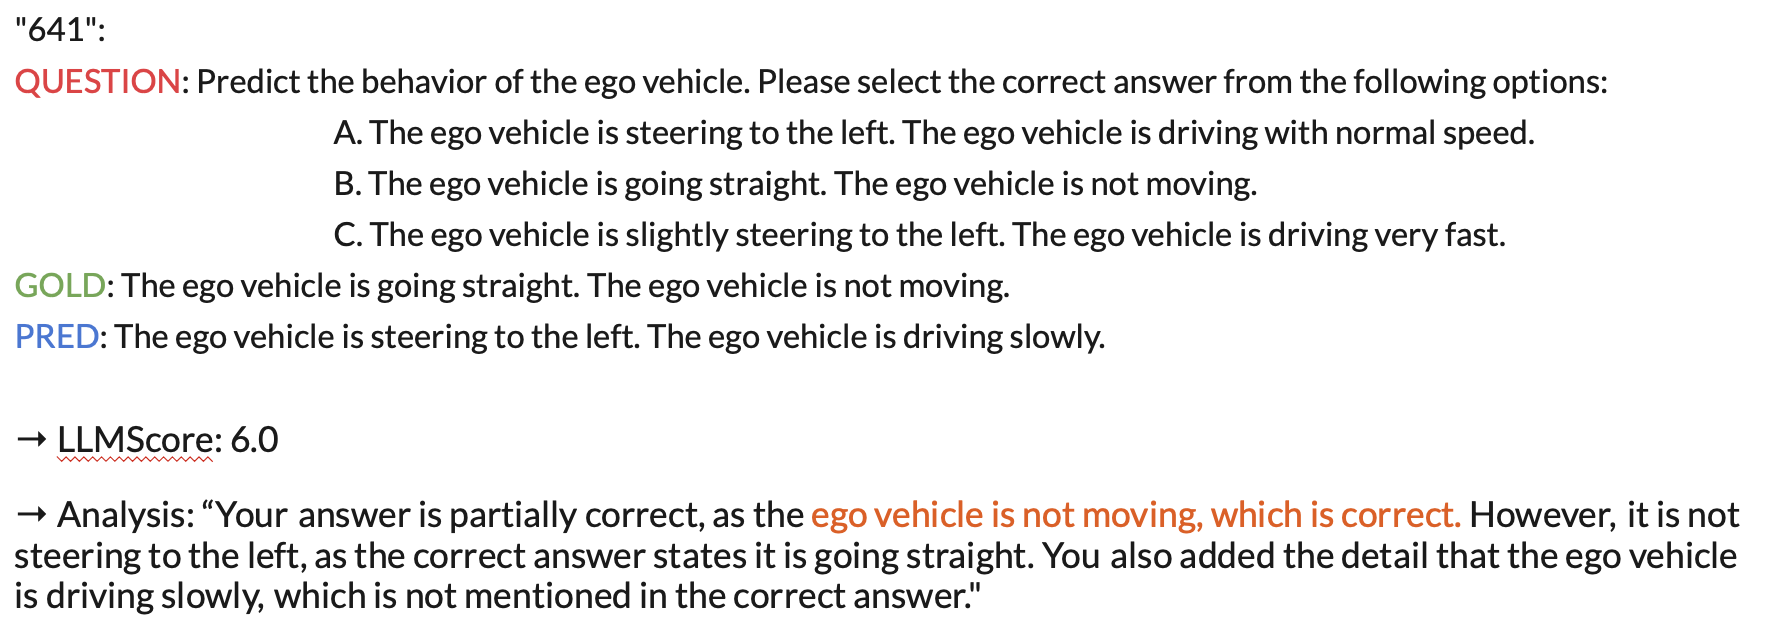 "641":
QUESTION: Predict the behavior of the ego vehicle. Please select the correct answer from the following options:
A. The ego vehicle is steering to the left. The ego vehicle is driving with normal speed.
B. The ego vehicle is going straight. The ego vehicle is not moving.
C. The ego vehicle is slightly steering to the left. The ego vehicle is driving very fast.
GOLD: The ego vehicle is going straight. The ego vehicle is not moving.
PRED: The ego vehicle is steering to the left. The ego vehicle is driving slowly.
→ LLMScore: 6.0
→ Analysis: “Your answer is partially correct, as the ego vehicle is not moving, which is correct. However, it is not
steering to the left, as the correct answer states it is going straight. You also added the detail that the ego vehicle
is driving slowly, which is not mentioned in the correct answer."